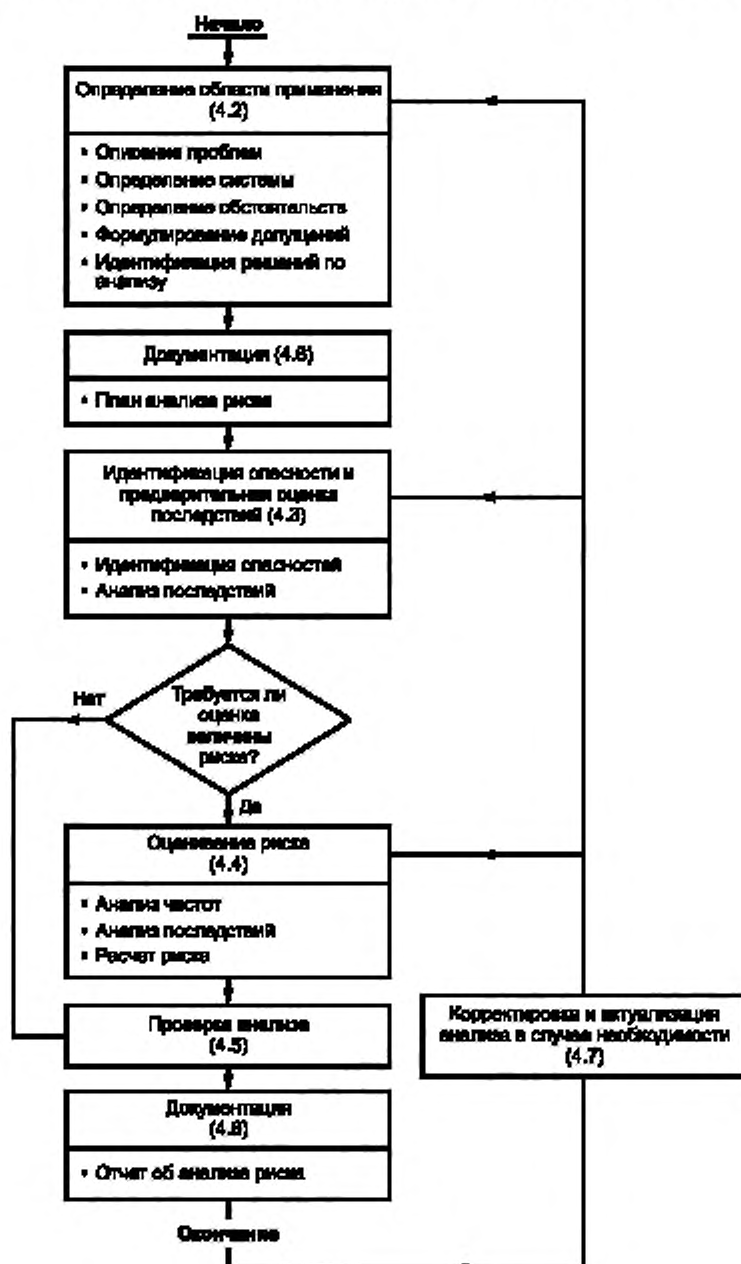 Начало
Определение области применения
(4.2)
• Описание проблем
• Определение системы
• Определение обстоятельств
• Формулирование допущений
• Идентификация решений по
анализу
Документация (4.6)
• План анализа риска
Идентификация опасности и
предварительная оценка
последствий (4.3)
• Идентификация опасностей
• Анализ последствий
Требуется ли
оценка
величины
риска?
Нет
Да
Оценивание риска
(4.4)
• Анализ частот
• Анализ последствий
• Расчет риска
Проверка анализа
(4.5)
Корректировка и актуализация
анализа в случае необходимости
(4.7)
Документация
(4.6)
• Отчет об анализе риска
Окончание